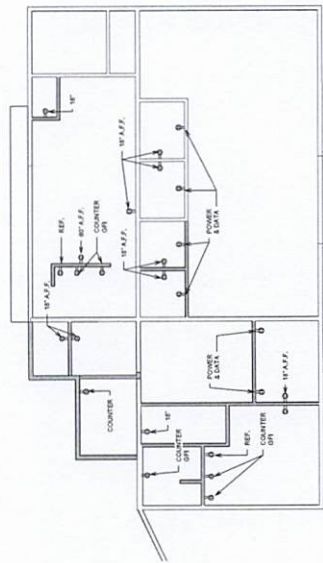 18"
REF.
60" A.F.F.
COUNTER
GFI
18" A.F.F.
18" A.F.F.
18" A.F.F.
POWER
& DATA
COUNTER
POWER
& DATA
18" A.F.F.
18"
COUNTER
GFI
REF.
COUNTER
GFI